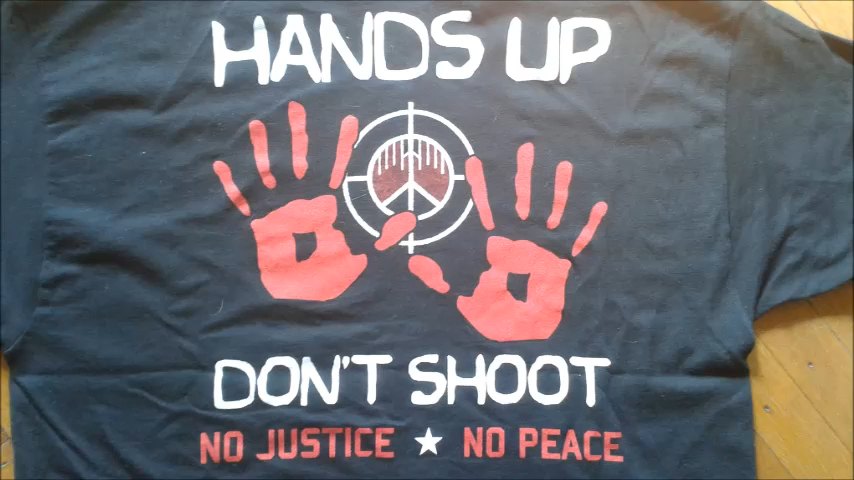 HANDS UP
DON'T SHOOT
NO JUSTICE ★ NO PEACE